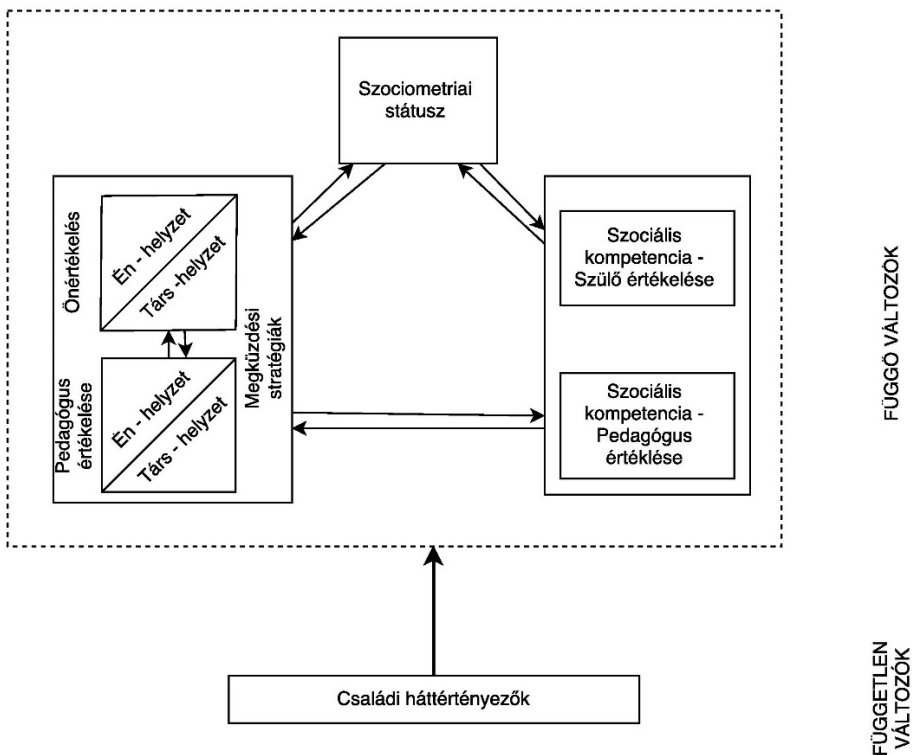 Szociometriai
státusz
Önértékelés
Én - helyzet
Társ -helyzet
Pedagógus
értékelése
Én - helyzet
Társ - helyzet
Megküzdési
stratégiák
Szociális
kompetencia -
Szülő értékelése
Szociális
kompetencia -
Pedagógus
értéklése
FÜGGŐ VÁLTOZÓK
Családi háttértényezők
FÜGGETLEN
VÁLTOZÓK